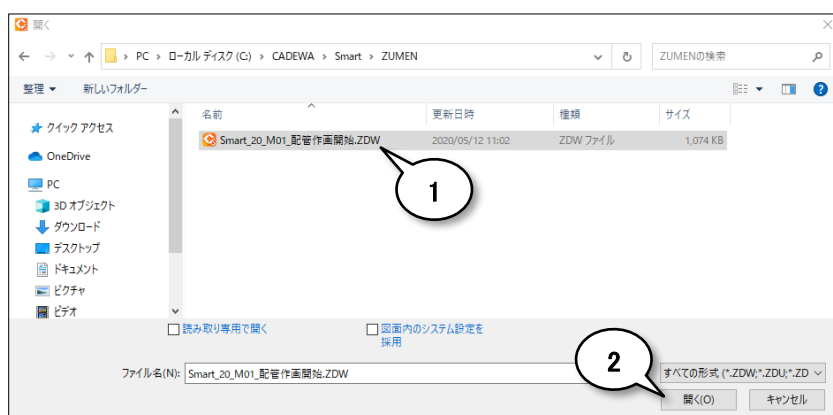 開く
PC › ローカル ディスク (C:) › CADEWA › Smart › ZUMEN
ZUMENの検索
整理
新しいフォルダー
名前 更新日時 種類 サイズ
クイック アクセス
Smart_20_M01_配管作画開始.ZDW 2020/05/12 11:02 ZDW ファイル 1,074 KB
OneDrive
PC
1
3D オブジェクト
ダウンロード
デスクトップ
ドキュメント
ピクチャ
ビデオ
読み取り専用で開く
図面内のシステム設定を
採用
2
ファイル名(N): Smart_20_M01_配管作画開始.ZDW
すべての形式 (*.ZDW;*.ZDU;*.ZD
開く(O) キャンセル